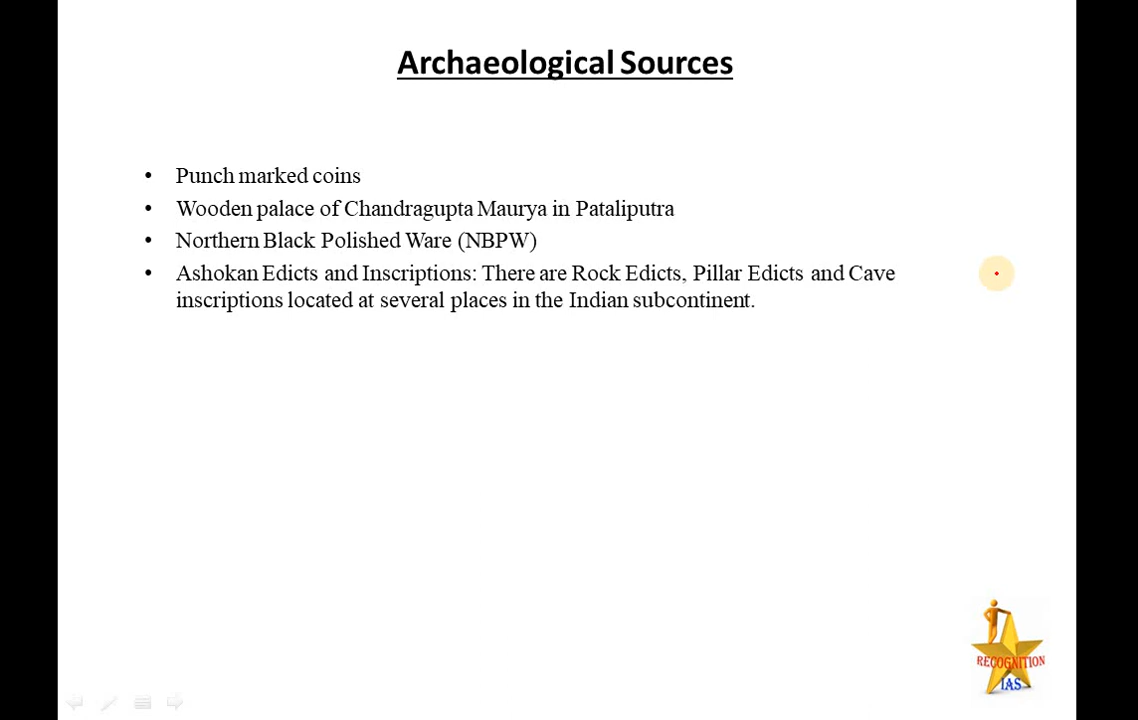 Archaeological Sources
• Punch marked coins
• Wooden palace of Chandragupta Maurya in Pataliputra
• Northern Black Polished Ware (NBPW)
• Ashokan Edicts and Inscriptions: There are Rock Edicts, Pillar Edicts and Cave
inscriptions located at several places in the Indian subcontinent.
RECOGNITION
IAS